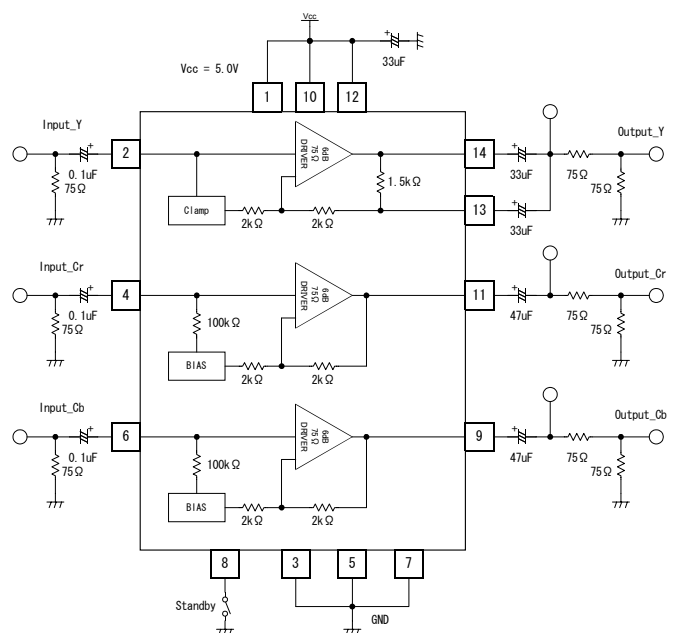 Vcc
Vcc = 5.0V
33uF
1
10
12
Input_Y
2
0.1uF
75Ω
Clamp
2kΩ
2kΩ
6dB
75Ω
DRIVER
1.5kΩ
14
13
33uF
33uF
75Ω
75Ω
Output_Y
Input_Cr
4
0.1uF
75Ω
100kΩ
BIAS
2kΩ
2kΩ
6dB
75Ω
DRIVER
11
47uF
75Ω
75Ω
Output_Cr
Input_Cb
6
0.1uF
75Ω
100kΩ
BIAS
2kΩ
2kΩ
6dB
75Ω
DRIVER
9
47uF
75Ω
75Ω
Output_Cb
8
3
5
7
Standby
GND